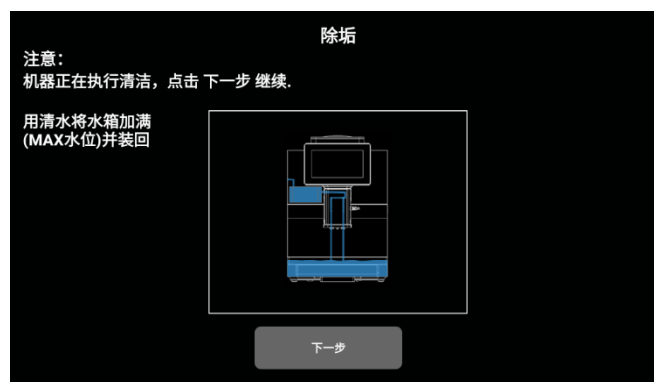 除垢
注意：
机器正在执行清洁，点击 下一步 继续.
用清水将水箱加满
(MAX水位)并装回
下一步